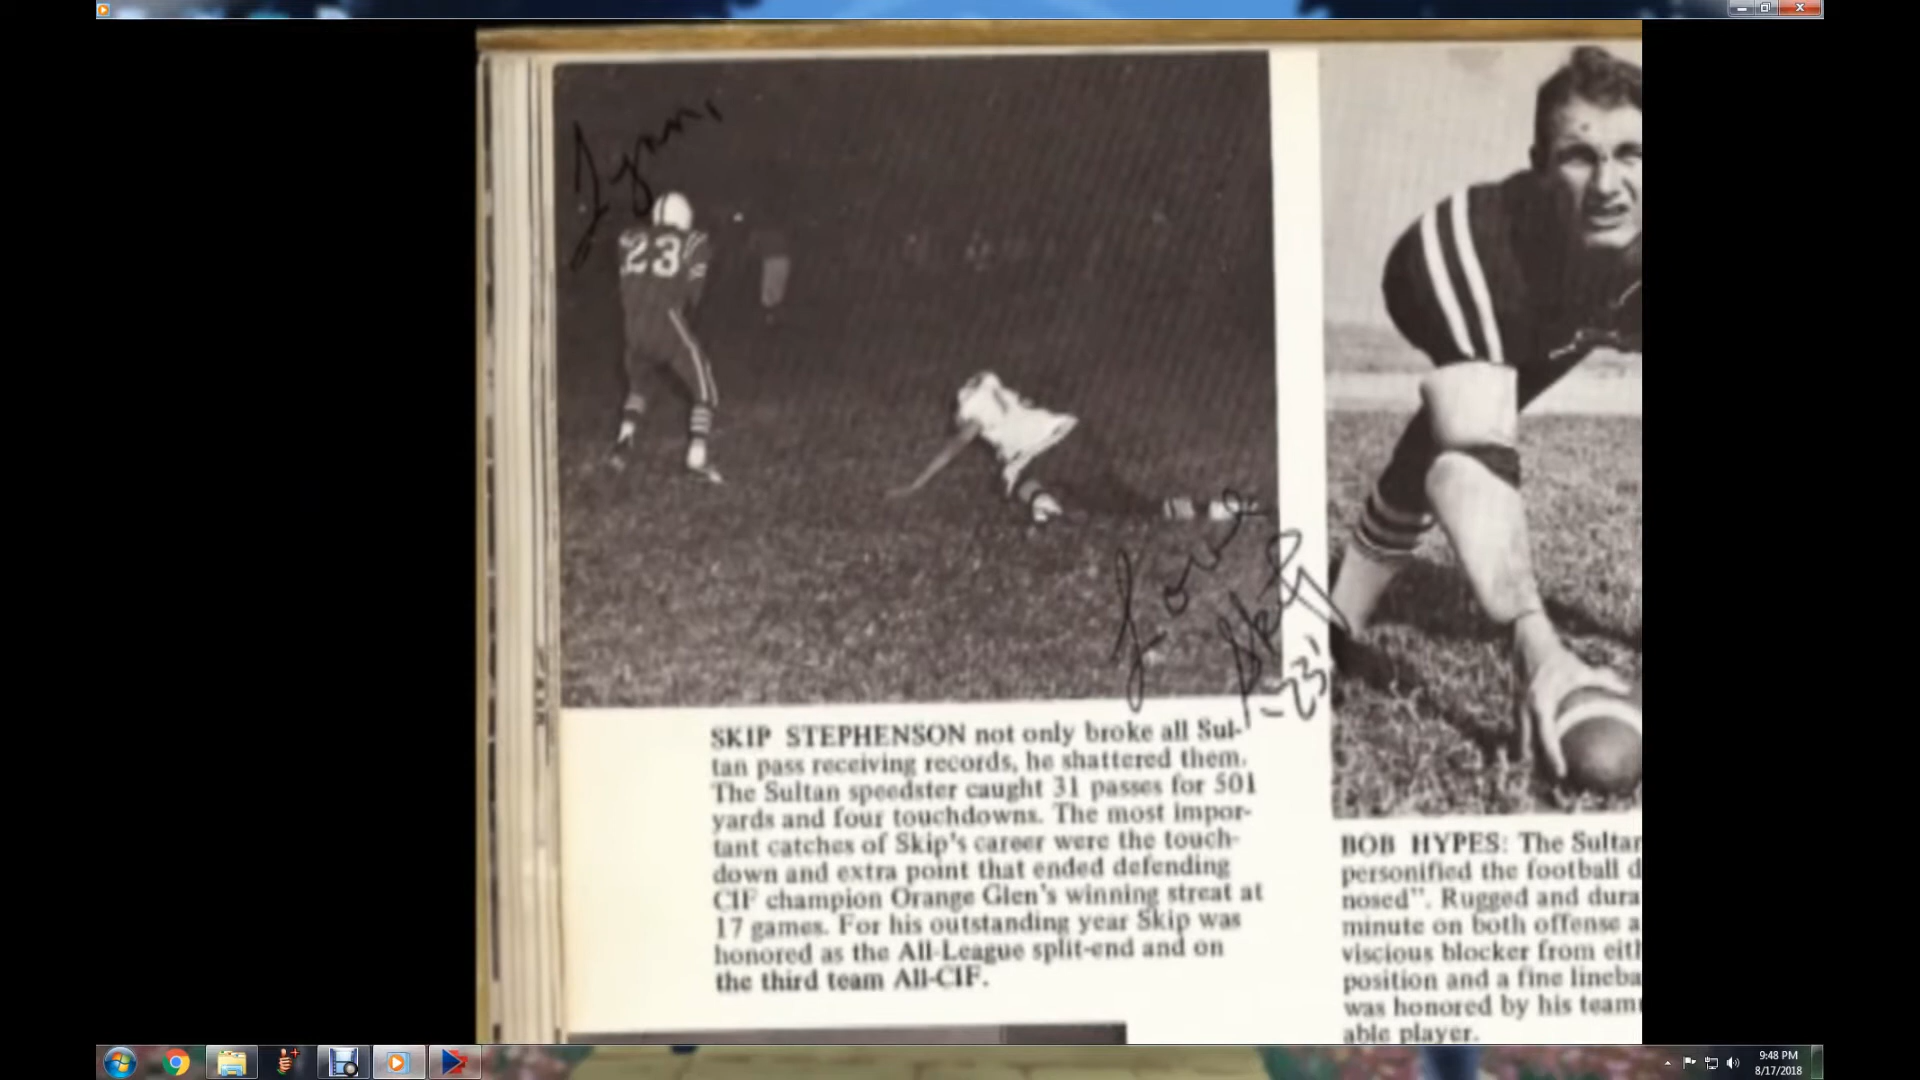 Lynn,
23
Love
Skip
23
SKIP STEPHENSON not only broke all Sul-
tan pass receiving records, he shattered them.
The Sultan speedster caught 31 passes for 501
yards and four touchdowns. The most impor-
tant catches of Skip's career were the touch-
down and extra point that ended defending
CIF champion Orange Glen's winning streat at
17 games. For his outstanding year Skip was
honored as the All-League split-end and on
the third team All-CIF.
BOB HYPES: The Sultan
personified the football d
nosed". Rugged and dura
minute on both offense a
viscious blocker from eith
position and a fine lineba
was honored by his team
able player.
9:48 PM
8/17/2018